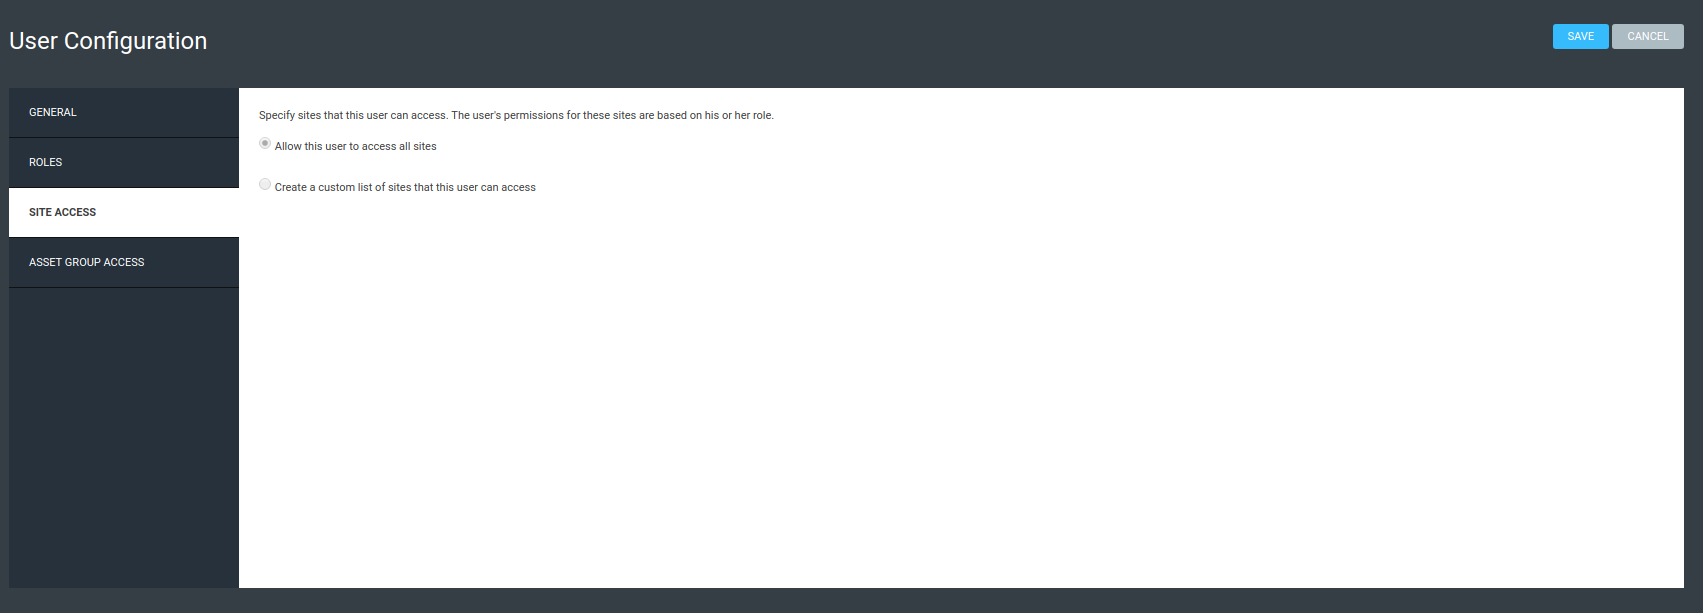 User Configuration
SAVE
CANCEL
GENERAL
ROLES
SITE ACCESS
ASSET GROUP ACCESS
Specify sites that this user can access. The user's permissions for these sites are based on his or her role.
Allow this user to access all sites
Create a custom list of sites that this user can access